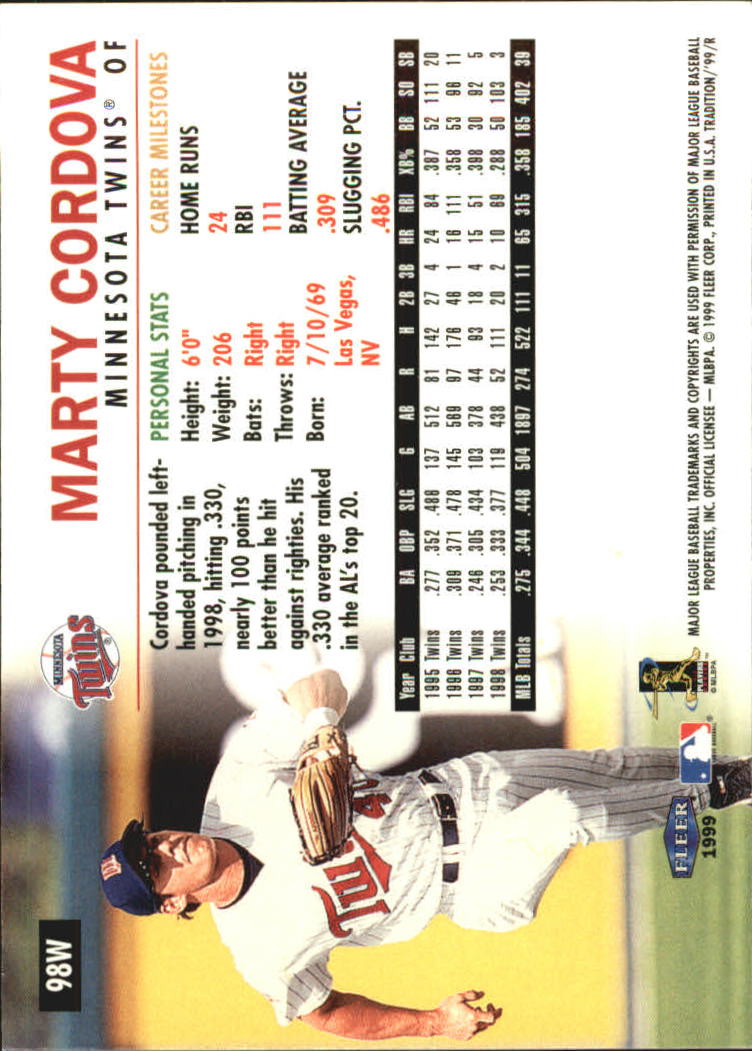 98W
MINNESOTA
Twins
MARTY CORDOVA
MINNESOTA TWINS® OF
Cordova pounded left-
handed pitching in
1998, hitting .330,
nearly 100 points
better than he hit
against righties. His
.330 average ranked
in the AL's top 20.
PERSONAL STATS
Height: 6'0"
Weight: 206
Bats: Right
Throws: Right
Born: 7/10/69
Las Vegas,
NV
CAREER MILESTONES
HOME RUNS
24
RBI
111
BATTING AVERAGE
.309
SLUGGING PCT.
.486
Year Club BA OBP SLG G AB R H 2B 3B HR RBI XB% BB SO SB
1995 Twins .277 .352 .486 137 512 81 142 27 4 24 84 .387 52 111 20
1996 Twins .309 .371 .478 145 569 97 176 46 1 16 111 .358 53 96 11
1997 Twins .246 .305 .434 103 378 44 93 18 4 15 51 .398 30 92 5
1998 Twins .253 .333 .377 119 438 52 111 20 2 10 69 .288 50 103 3
MLB Totals .275 .344 .448 504 1897 274 522 111 11 65 315 .358 185 402 39
Twins
40
FLEER
1999
PLAYERS
CHOICE
© MLBPA ™
MAJOR LEAGUE BASEBALL TRADEMARKS AND COPYRIGHTS ARE USED WITH PERMISSION OF MAJOR LEAGUE BASEBALL
PROPERTIES, INC. OFFICIAL LICENSEE — MLBPA. © 1999 FLEER CORP., PRINTED IN U.S.A. TRADITION/'99/R